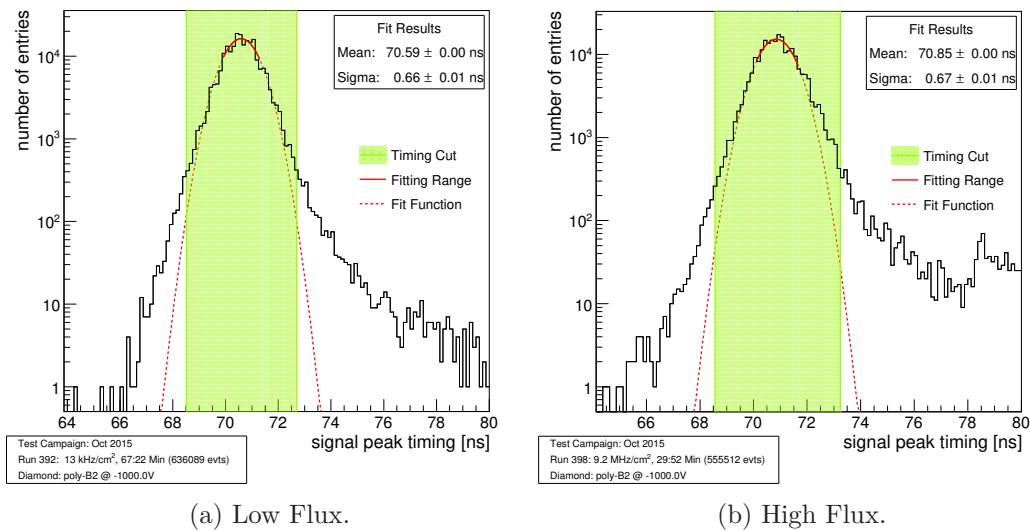 number of entries
10⁴
10³
10²
10
1
64 66 68 70 72 74 76 78 80
signal peak timing [ns]
Fit Results
Mean: 70.59 ± 0.00 ns
Sigma: 0.66 ± 0.01 ns
Timing Cut
Fitting Range
Fit Function
Test Campaign: Oct 2015
Run 392: 13 kHz/cm², 67:22 Min (636089 evts)
Diamond: poly-B2 @ -1000.0V
(a) Low Flux.
number of entries
10⁴
10³
10²
10
1
66 68 70 72 74 76 78 80
signal peak timing [ns]
Fit Results
Mean: 70.85 ± 0.00 ns
Sigma: 0.67 ± 0.01 ns
Timing Cut
Fitting Range
Fit Function
Test Campaign: Oct 2015
Run 398: 9.2 MHz/cm², 29:52 Min (555512 evts)
Diamond: poly-B2 @ -1000.0V
(b) High Flux.